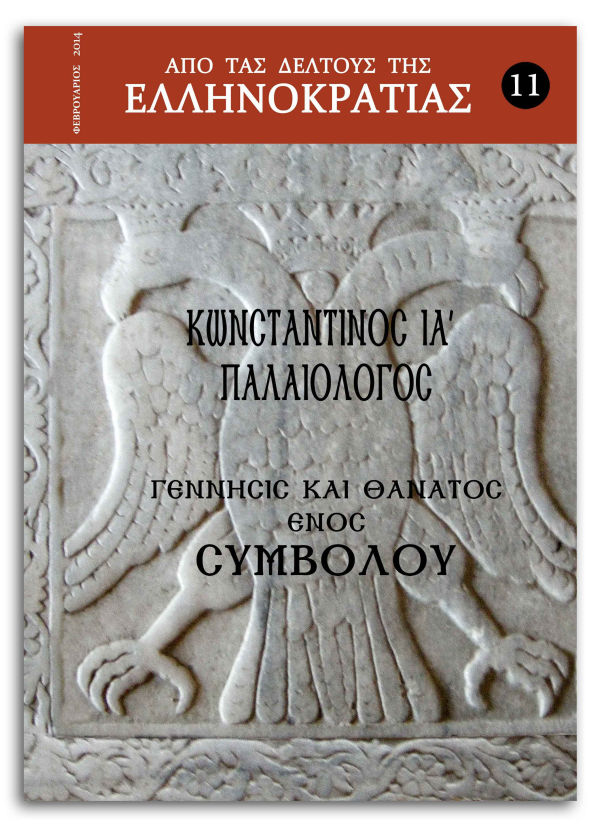 ΦΕΒΡΟΥΑΡΙΟΣ 2014
ΑΠΟ ΤΑΣ ΔΕΛΤΟΥΣ ΤΗΣ
ΕΛΛΗΝΟΚΡΑΤΙΑΣ
11
ΚΩΝCΤΑΝΤΙΝΟC ΙΑ'
ΠΑΛΑΙΟΛΟΓΟC
ΓΕΝΝΗCΙC ΚΑΙ ΘΑΝΑΤΟC
ΕΝΟC
CΥΜΒΟΛΟΥ